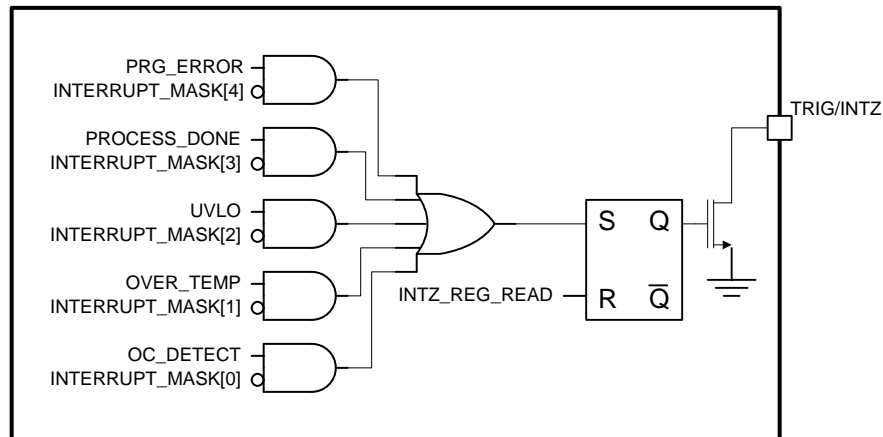 PRG_ERROR
INTERRUPT_MASK[4]
PROCESS_DONE
INTERRUPT_MASK[3]
UVLO
INTERRUPT_MASK[2]
OVER_TEMP
INTERRUPT_MASK[1]
OC_DETECT
INTERRUPT_MASK[0]
INTZ_REG_READ
S Q
R Q̅
TRIG/INTZ